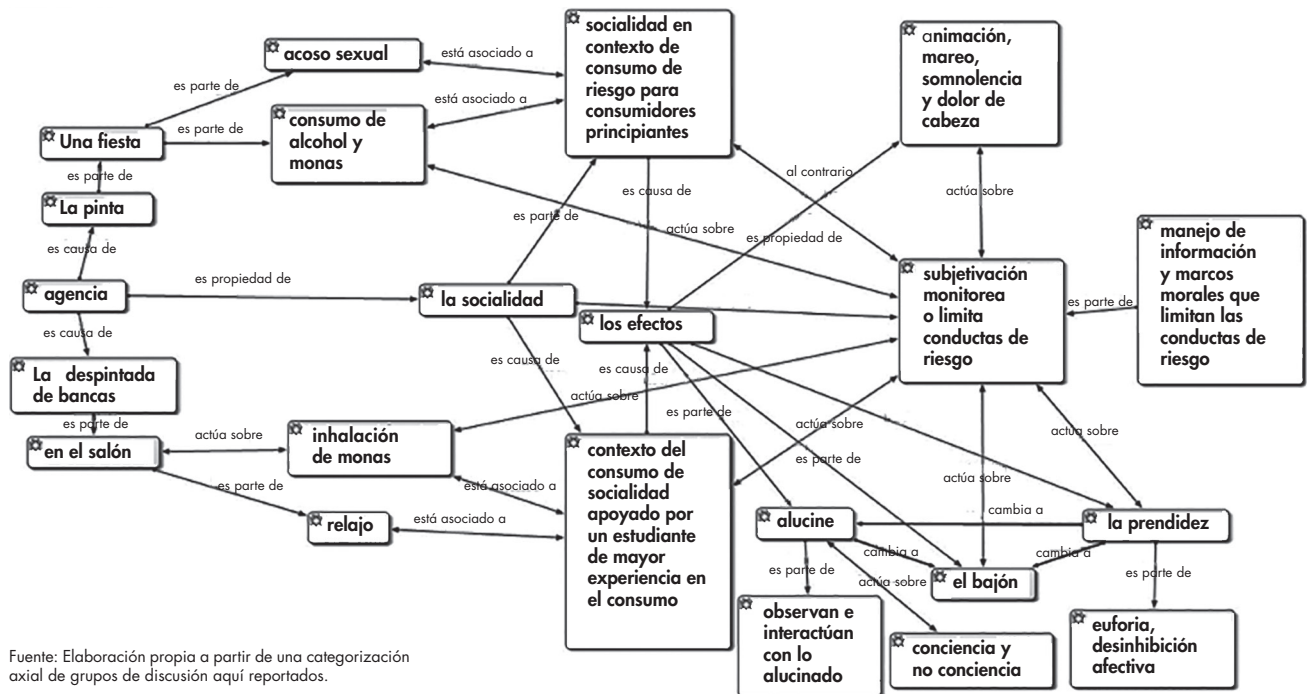 acoso sexual
está asociado a
socialidad en
contexto de
consumo de
riesgo para
consumidores
principiantes
animación,
mareo,
somnolencia
y dolor de
cabeza
es parte de
está asociado a
Una fiesta
es parte de
consumo de
alcohol y
monas
es parte de
La pinta
es causa de
al contrario
actúa sobre
es parte de
actúa sobre
es propiedad de
manejo de
información
y marcos
morales que
limitan las
conductas de
riesgo
es causa de
agencia
es propiedad de
la socialidad
los efectos
subjetivación
monitorea
o limita
conductas de
riesgo
es parte de
es causa de
es causa de
es causa de
La despintada
de bancas
actúa sobre
es parte de
es parte de
en el salón
actúa sobre
inhalación
de monas
contexto del
consumo de
socialidad
apoyado por
un estudiante
de mayor
experiencia en
el consumo
actúa sobre
actúa sobre
es parte de
actúa sobre
es parte de
está asociado a
relajo
está asociado a
alucine
cambia a
la prendidez
cambia a
cambia a
es parte de
actúa sobre
el bajón
es parte de
observan e
interactúan
con lo
alucinado
conciencia y
no conciencia
euforia,
desinhibición
afectiva
Fuente: Elaboración propia a partir de una categorización
axial de grupos de discusión aquí reportados.